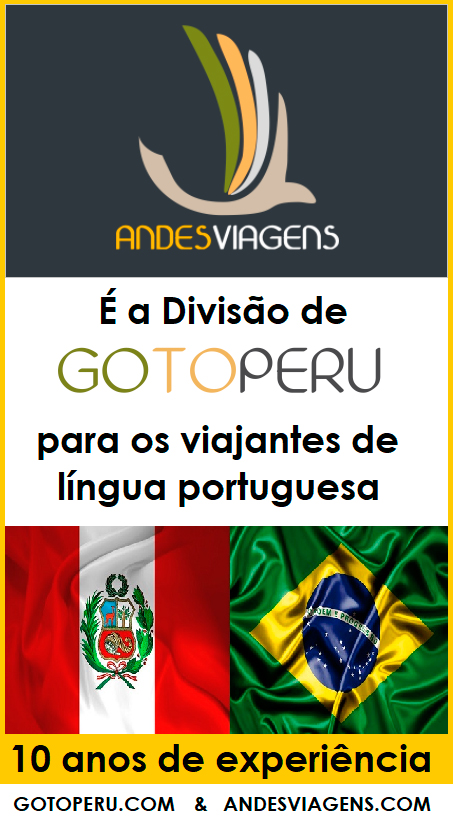 ANDESVIAGENS
É a Divisão de
GOTOPERU
para os viajantes de
língua portuguesa
10 anos de experiência
GOTOPERU.COM & ANDESVIAGENS.COM